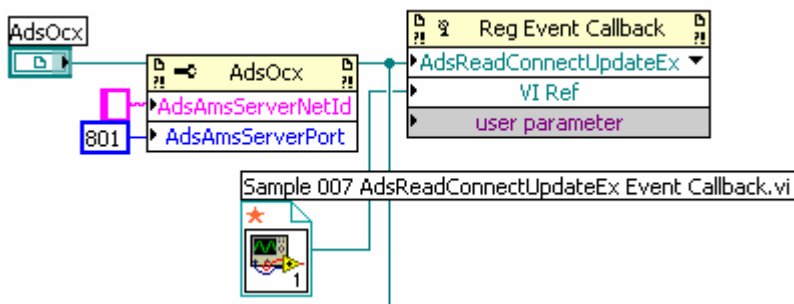 AdsOcx
Reg Event Callback
AdsOcx
AdsReadConnectUpdateEx
AdsAmsServerNetId
VI Ref
801
AdsAmsServerPort
user parameter
Sample 007 AdsReadConnectUpdateEx Event Callback.vi
1